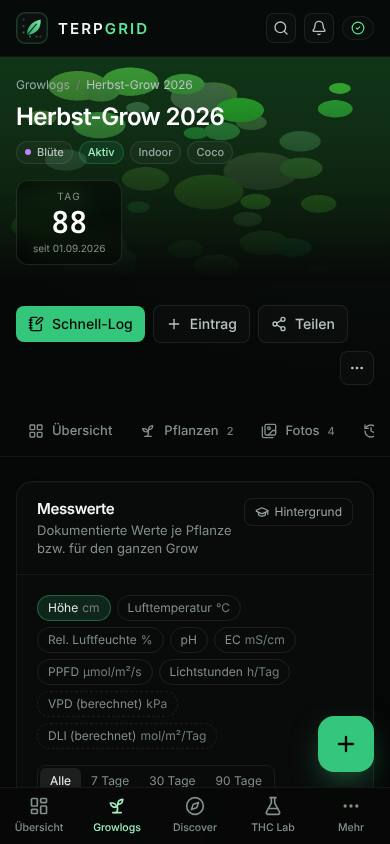 TERPGRID
Growlogs / Herbst-Grow 2026
Herbst-Grow 2026
Blüte Aktiv Indoor Coco
TAG
88
seit 01.09.2026
Schnell-Log Eintrag Teilen
Übersicht Pflanzen 2 Fotos 4
Messwerte
Hintergrund
Dokumentierte Werte je Pflanze
bzw. für den ganzen Grow
Höhe cm Lufttemperatur °C
Rel. Luftfeuchte % pH EC mS/cm
PPFD µmol/m²/s Lichtstunden h/Tag
VPD (berechnet) kPa
DLI (berechnet) mol/m²/Tag
Alle 7 Tage 30 Tage 90 Tage
Übersicht Growlogs Discover THC Lab Mehr